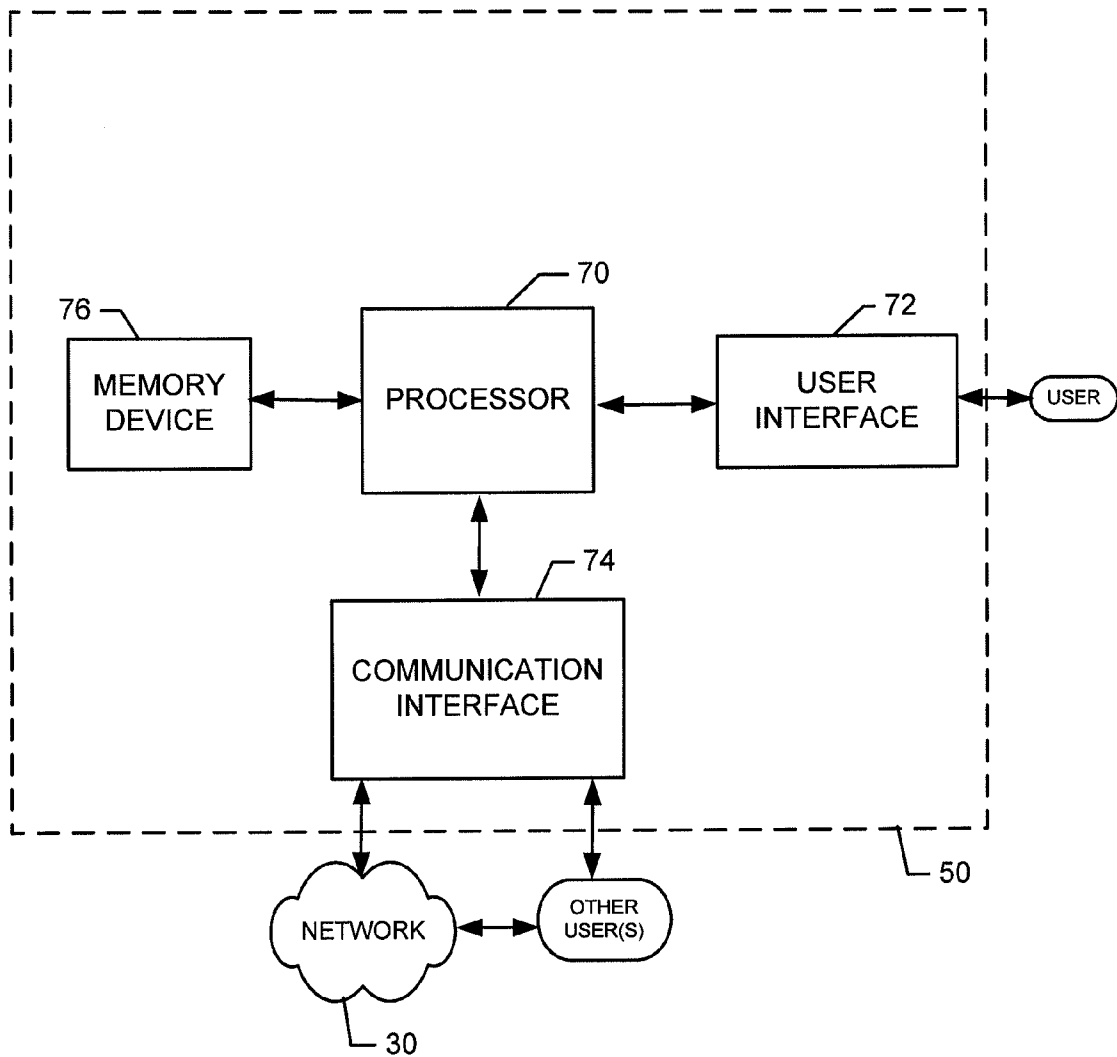 70
76
72
MEMORY
DEVICE
PROCESSOR
USER
INTERFACE
USER
74
COMMUNICATION
INTERFACE
50
NETWORK
OTHER
USER(S)
30